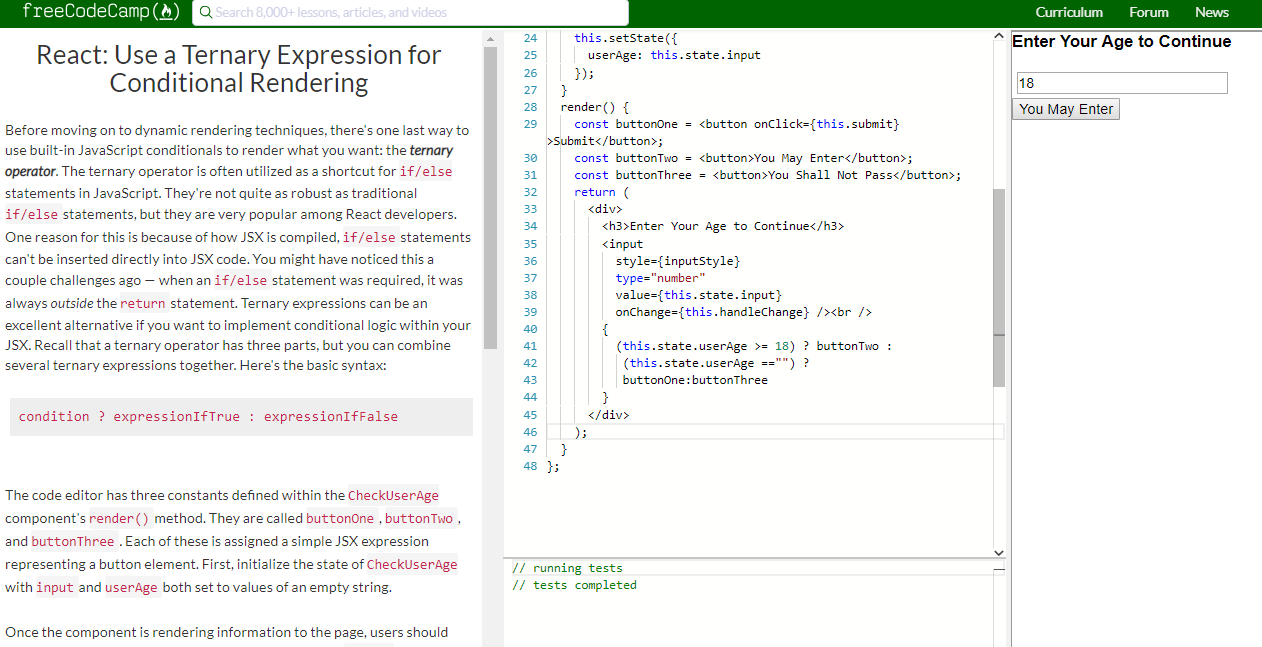 freeCodeCamp
Search 8,000+ lessons, articles, and videos
Curriculum
Forum
News
React: Use a Ternary Expression for
Conditional Rendering
Before moving on to dynamic rendering techniques, there's one last way to
use built-in JavaScript conditionals to render what you want: the ternary
operator. The ternary operator is often utilized as a shortcut for if/else
statements in JavaScript. They're not quite as robust as traditional
if/else statements, but they are very popular among React developers.
One reason for this is because of how JSX is compiled, if/else statements
can't be inserted directly into JSX code. You might have noticed this a
couple challenges ago — when an if/else statement was required, it was
always outside the return statement. Ternary expressions can be an
excellent alternative if you want to implement conditional logic within your
JSX. Recall that a ternary operator has three parts, but you can combine
several ternary expressions together. Here's the basic syntax:
condition ? expressionIfTrue : expressionIfFalse
The code editor has three constants defined within the CheckUserAge
component's render() method. They are called buttonOne , buttonTwo ,
and buttonThree . Each of these is assigned a simple JSX expression
representing a button element. First, initialize the state of CheckUserAge
with input and userAge both set to values of an empty string.
Once the component is rendering information to the page, users should
24 this.setState({
25 userAge: this.state.input
26 });
27 }
28 render() {
29 const buttonOne = <button onClick={this.submit}
>Submit</button>;
30 const buttonTwo = <button>You May Enter</button>;
31 const buttonThree = <button>You Shall Not Pass</button>;
32 return (
33 <div>
34 <h3>Enter Your Age to Continue</h3>
35 <input
36 style={inputStyle}
37 type="number"
38 value={this.state.input}
39 onChange={this.handleChange} /><br />
40 {
41 (this.state.userAge >= 18) ? buttonTwo :
42 (this.state.userAge =="") ?
43 buttonOne:buttonThree
44 }
45 </div>
46 );
47 }
48 };
// running tests
// tests completed
Enter Your Age to Continue
18
You May Enter